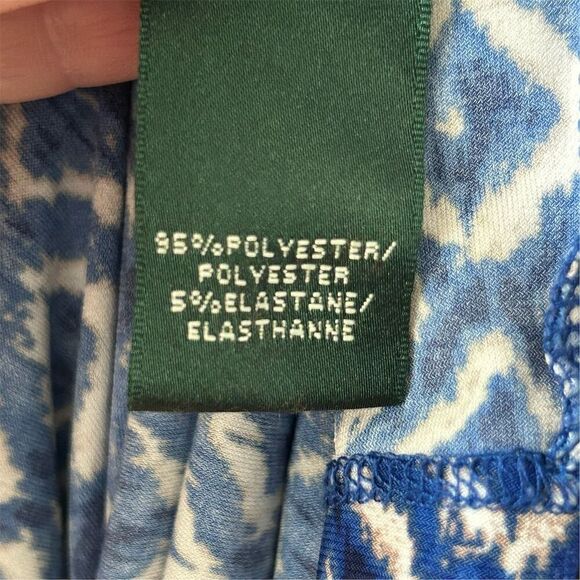 95%POLYESTER/
POLYESTER
5%ELASTANE/
ELASTHANNE